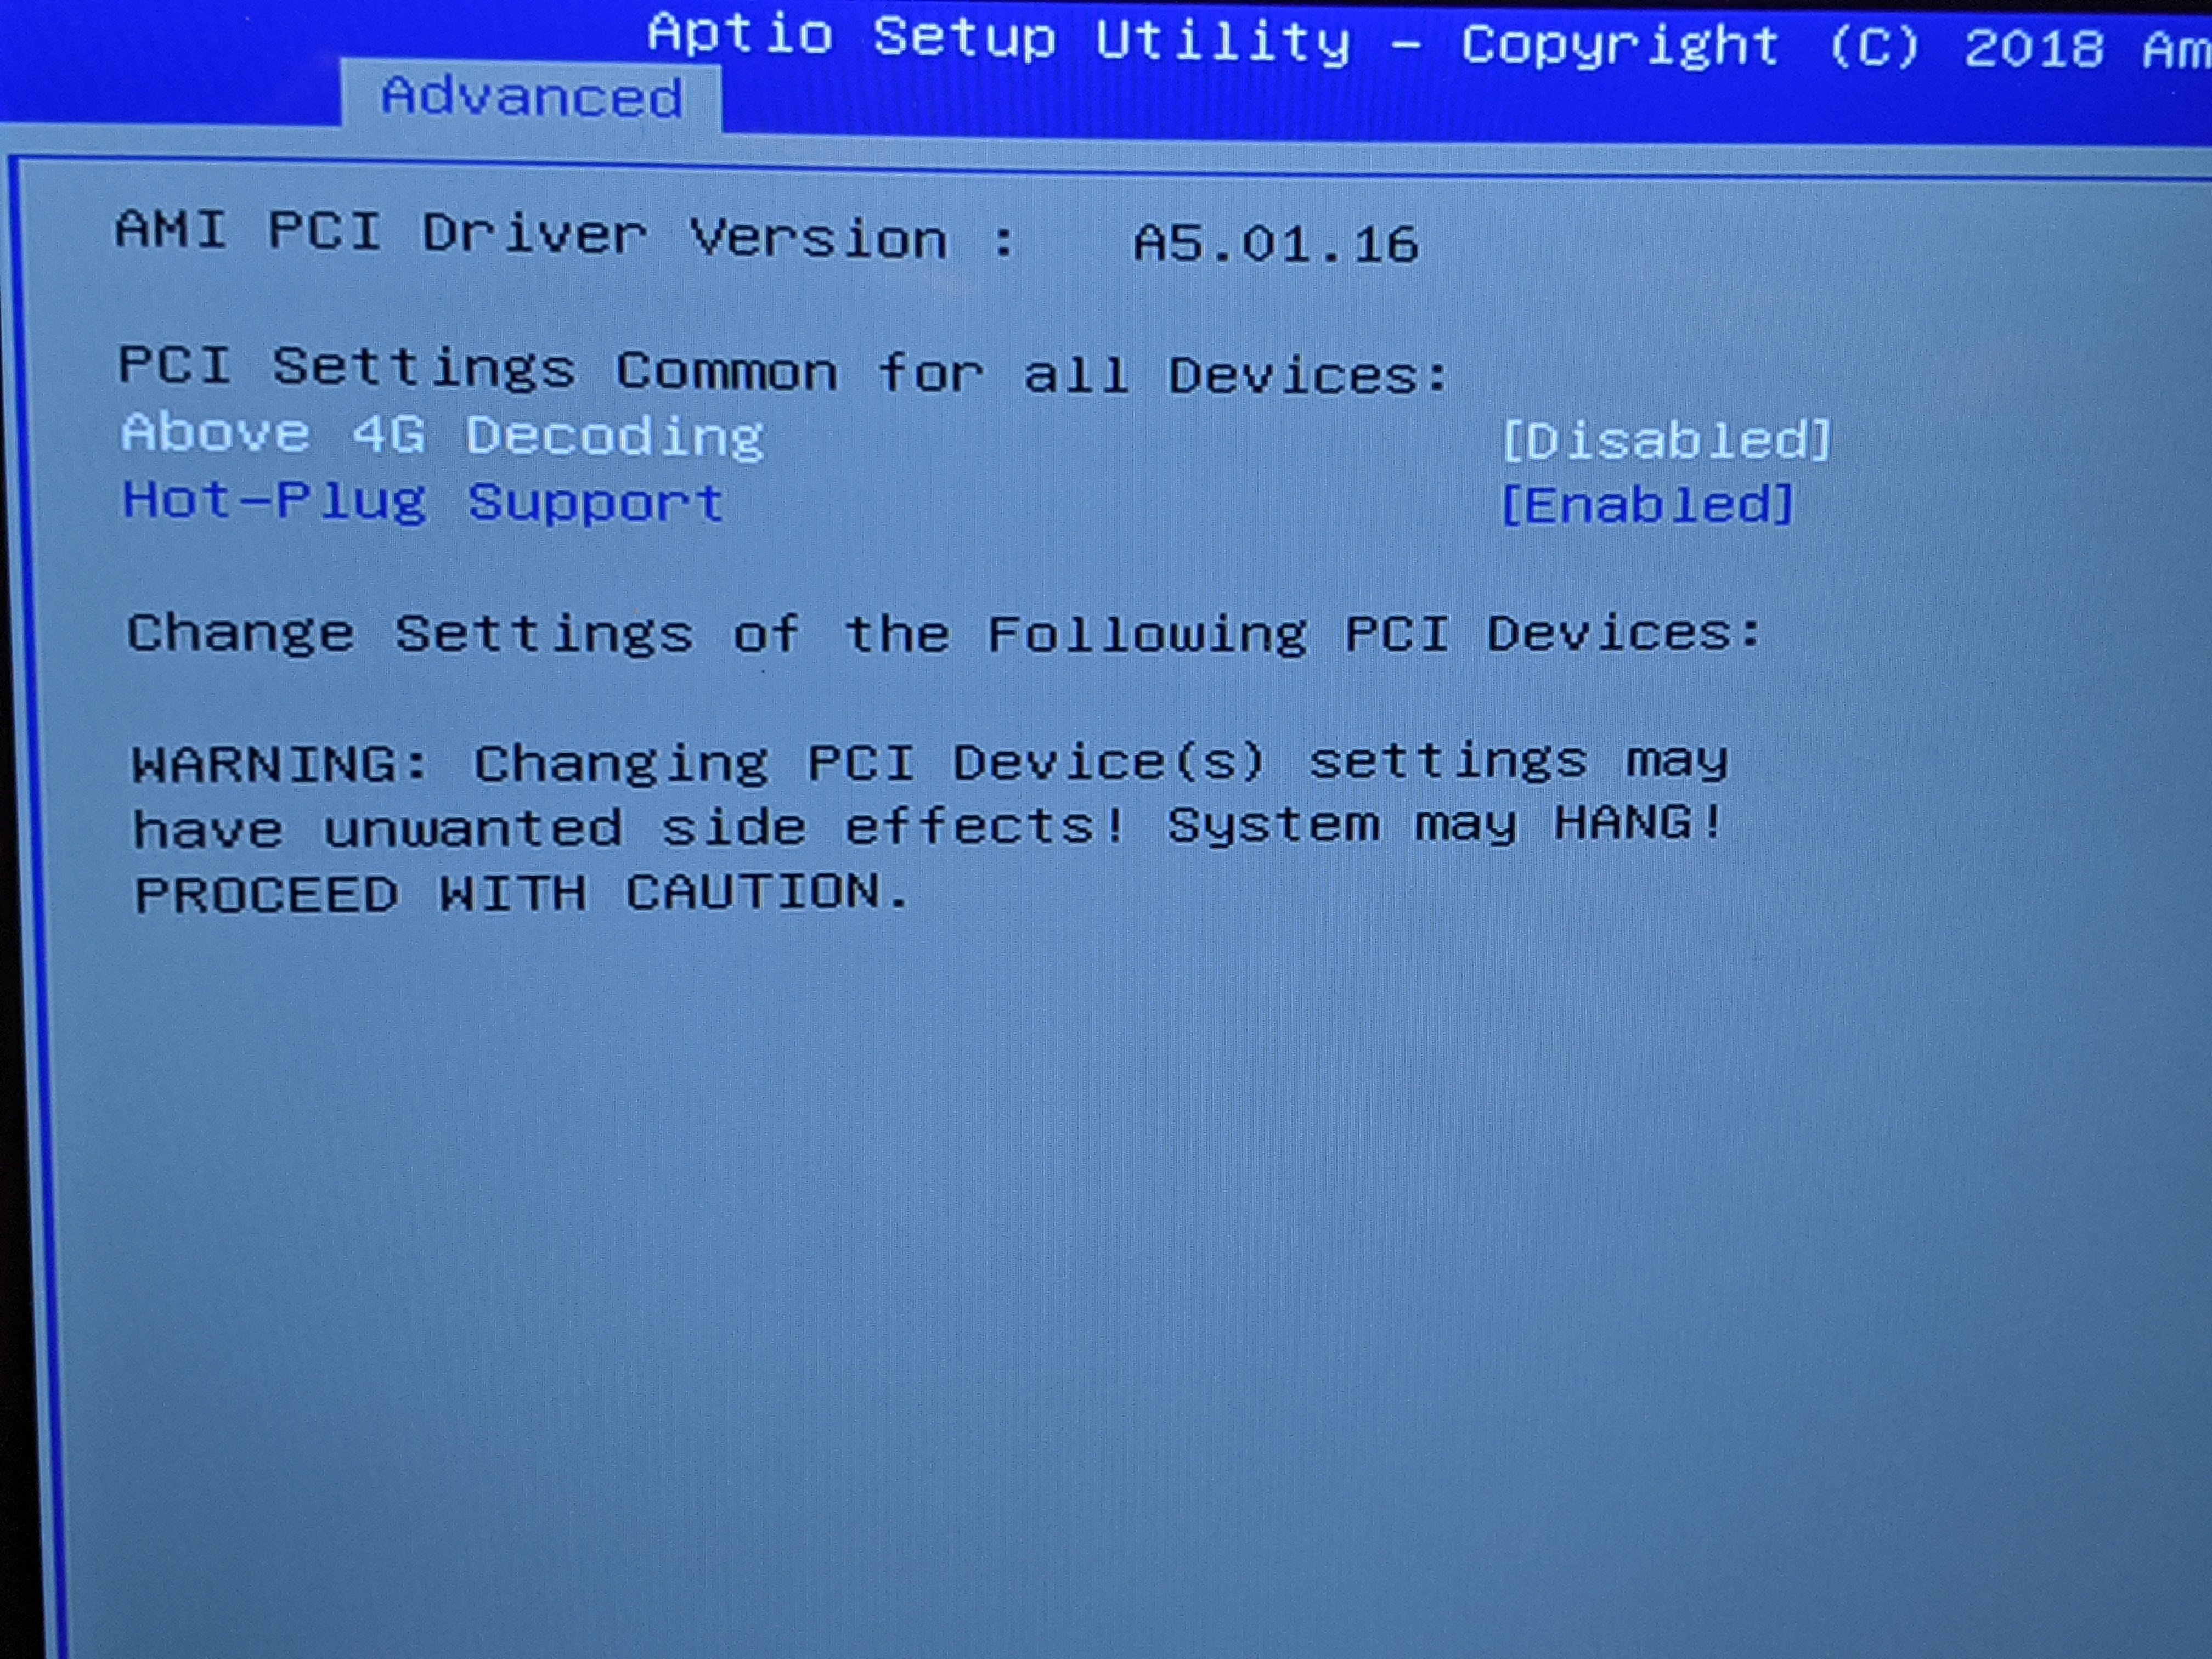 Aptio Setup Utility – Copyright (C) 2018 Am
Advanced
AMI PCI Driver Version : A5.01.16
PCI Settings Common for all Devices:
Above 4G Decoding [Disabled]
Hot-Plug Support [Enabled]
Change Settings of the Following PCI Devices:
WARNING: Changing PCI Device(s) settings may
have unwanted side effects! System may HANG!
PROCEED WITH CAUTION.